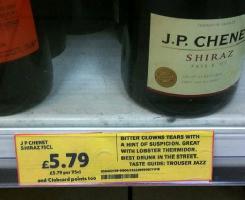 J.P. CHENET
SHIRAZ
J P CHENET
SHIRAZ 75CL
£5.79
£5.79 per 75cl
and Clubcard points too
BITTER CLOWNS TEARS WITH
A HINT OF SUSPICION. GREAT
WITH LOBSTER THERMIDOR.
BEST DRUNK IN THE STREET.
TASTE GUIDE: TROUSER JAZZ